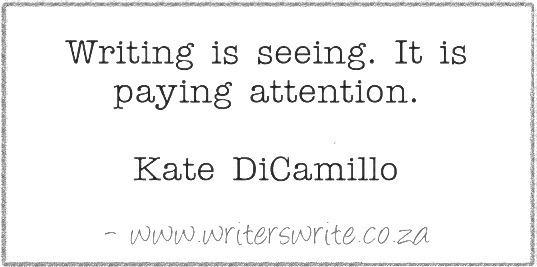 Writing is seeing. It is
paying attention.
Kate DiCamillo
- www.writerswrite.co.za